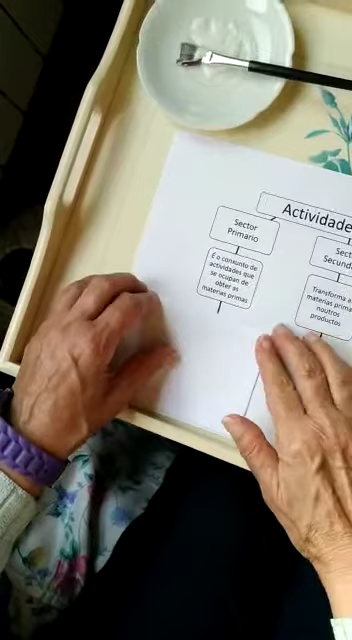 Actividade
Sector
Primario
Sect
Secund
É o conxunto de
actividades que
se ocupan de
obter as
materias primas
Transforma a
materias prima
noutros
productos